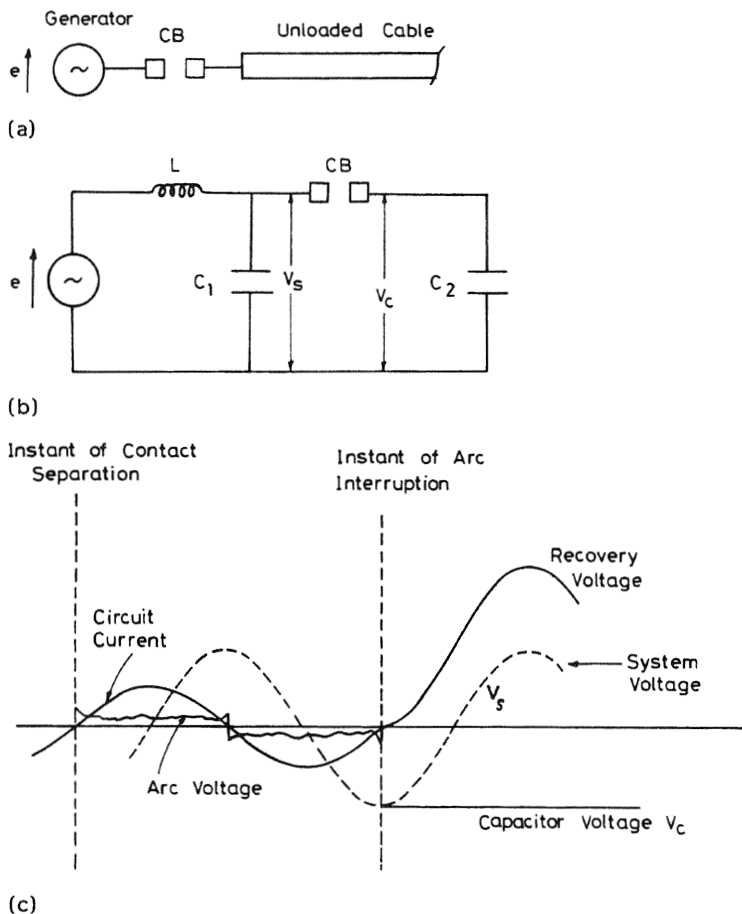 Generator
CB
Unloaded Cable
e
~
(a)
L
CB
e
~
C1
Vs
Vc
C2
(b)
Instant of Contact
Separation
Instant of Arc
Interruption
Recovery
Voltage
Circuit
Current
System
Voltage
Vs
Arc Voltage
Capacitor Voltage Vc
(c)